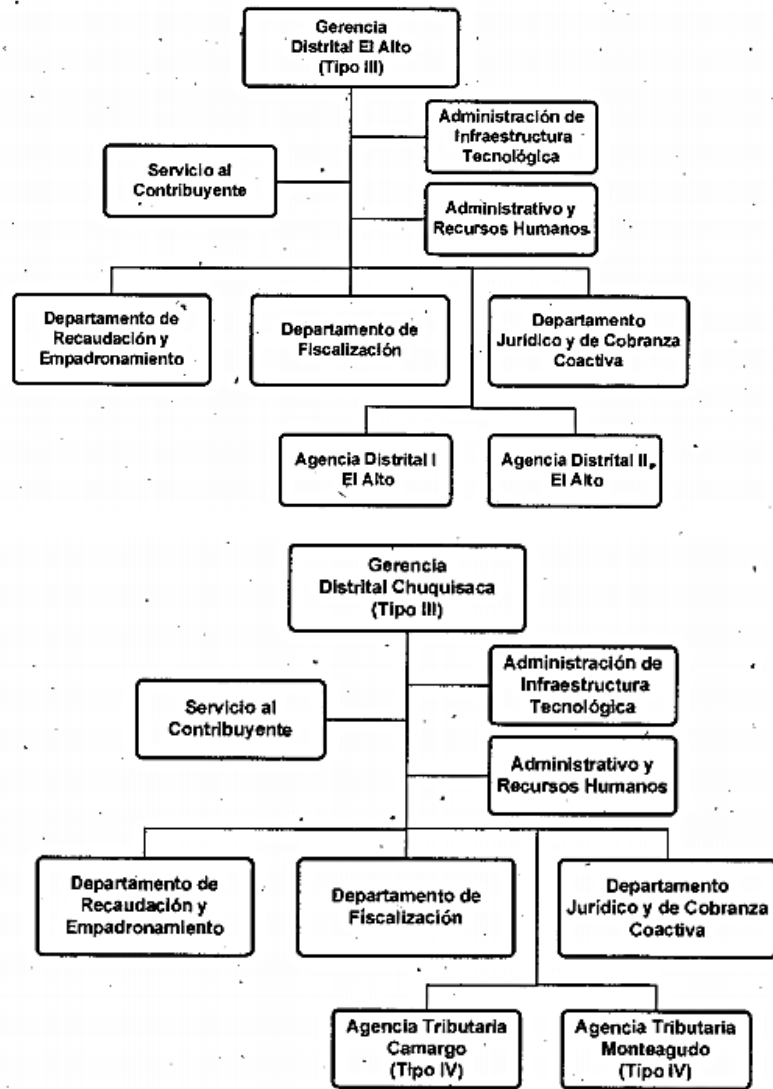 Gerencia
Distrital El Alto
(Tipo III)
Administración de
Infraestructura
Tecnológica
Servicio al
Contribuyente
Administrativo y
Recursos Humanos
Departamento de
Recaudación y
Empadronamiento
Departamento de
Fiscalización
Departamento
Jurídico y de Cobranza
Coactiva
Agencia Distrital I
El Alto
Agencia Distrital II
El Alto
Gerencia
Distrital Chuquisaca
(Tipo III)
Administración de
Infraestructura
Tecnológica
Servicio al
Contribuyente
Administrativo y
Recursos Humanos
Departamento de
Recaudación y
Empadronamiento
Departamento de
Fiscalización
Departamento
Jurídico y de Cobranza
Coactiva
Agencia Tributaria
Camargo
(Tipo IV)
Agencia Tributaria
Monteagudo
(Tipo IV)